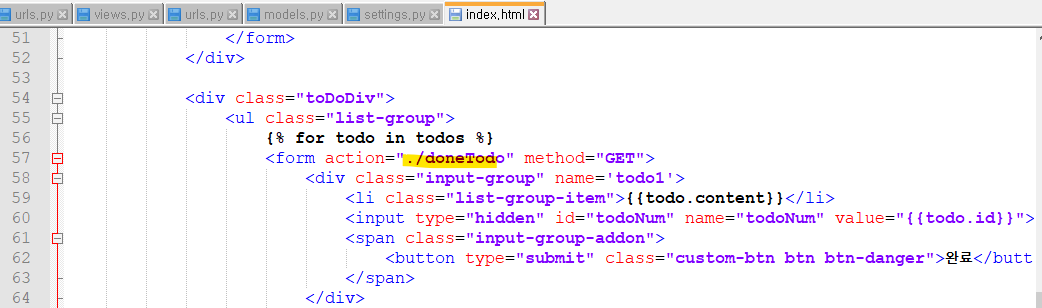 urls.py views.py urls.py models.py settings.py index.html
51 </form>
52 </div>
53
54 <div class="toDoDiv">
55 <ul class="list-group">
56 {% for todo in todos %}
57 <form action="./doneTodo" method="GET">
58 <div class="input-group" name='todo1'>
59 <li class="list-group-item">{{todo.content}}</li>
60 <input type="hidden" id="todoNum" name="todoNum" value="{{todo.id}}">
61 <span class="input-group-addon">
62 <button type="submit" class="custom-btn btn btn-danger">완료</butt
63 </span>
64 </div>